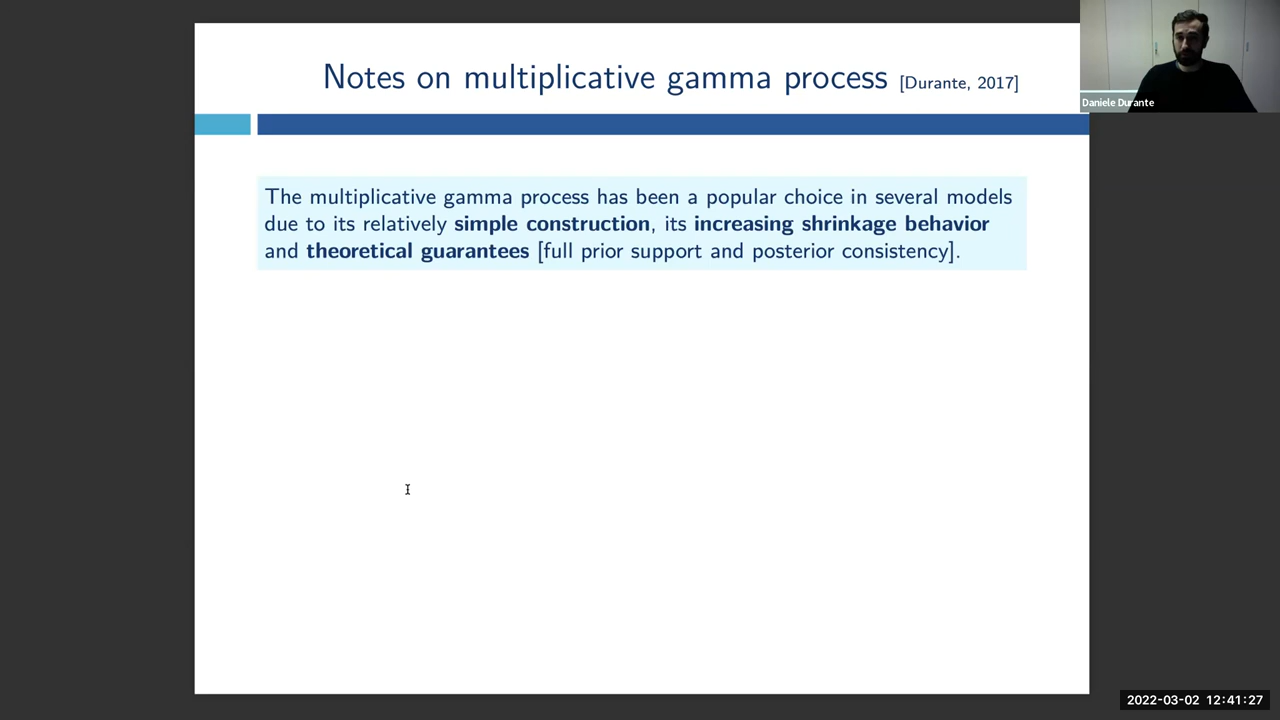 Notes on multiplicative gamma process [Durante, 2017]
Daniele Durante
The multiplicative gamma process has been a popular choice in several models
due to its relatively simple construction, its increasing shrinkage behavior
and theoretical guarantees [full prior support and posterior consistency].
2022-03-02 12:41:27